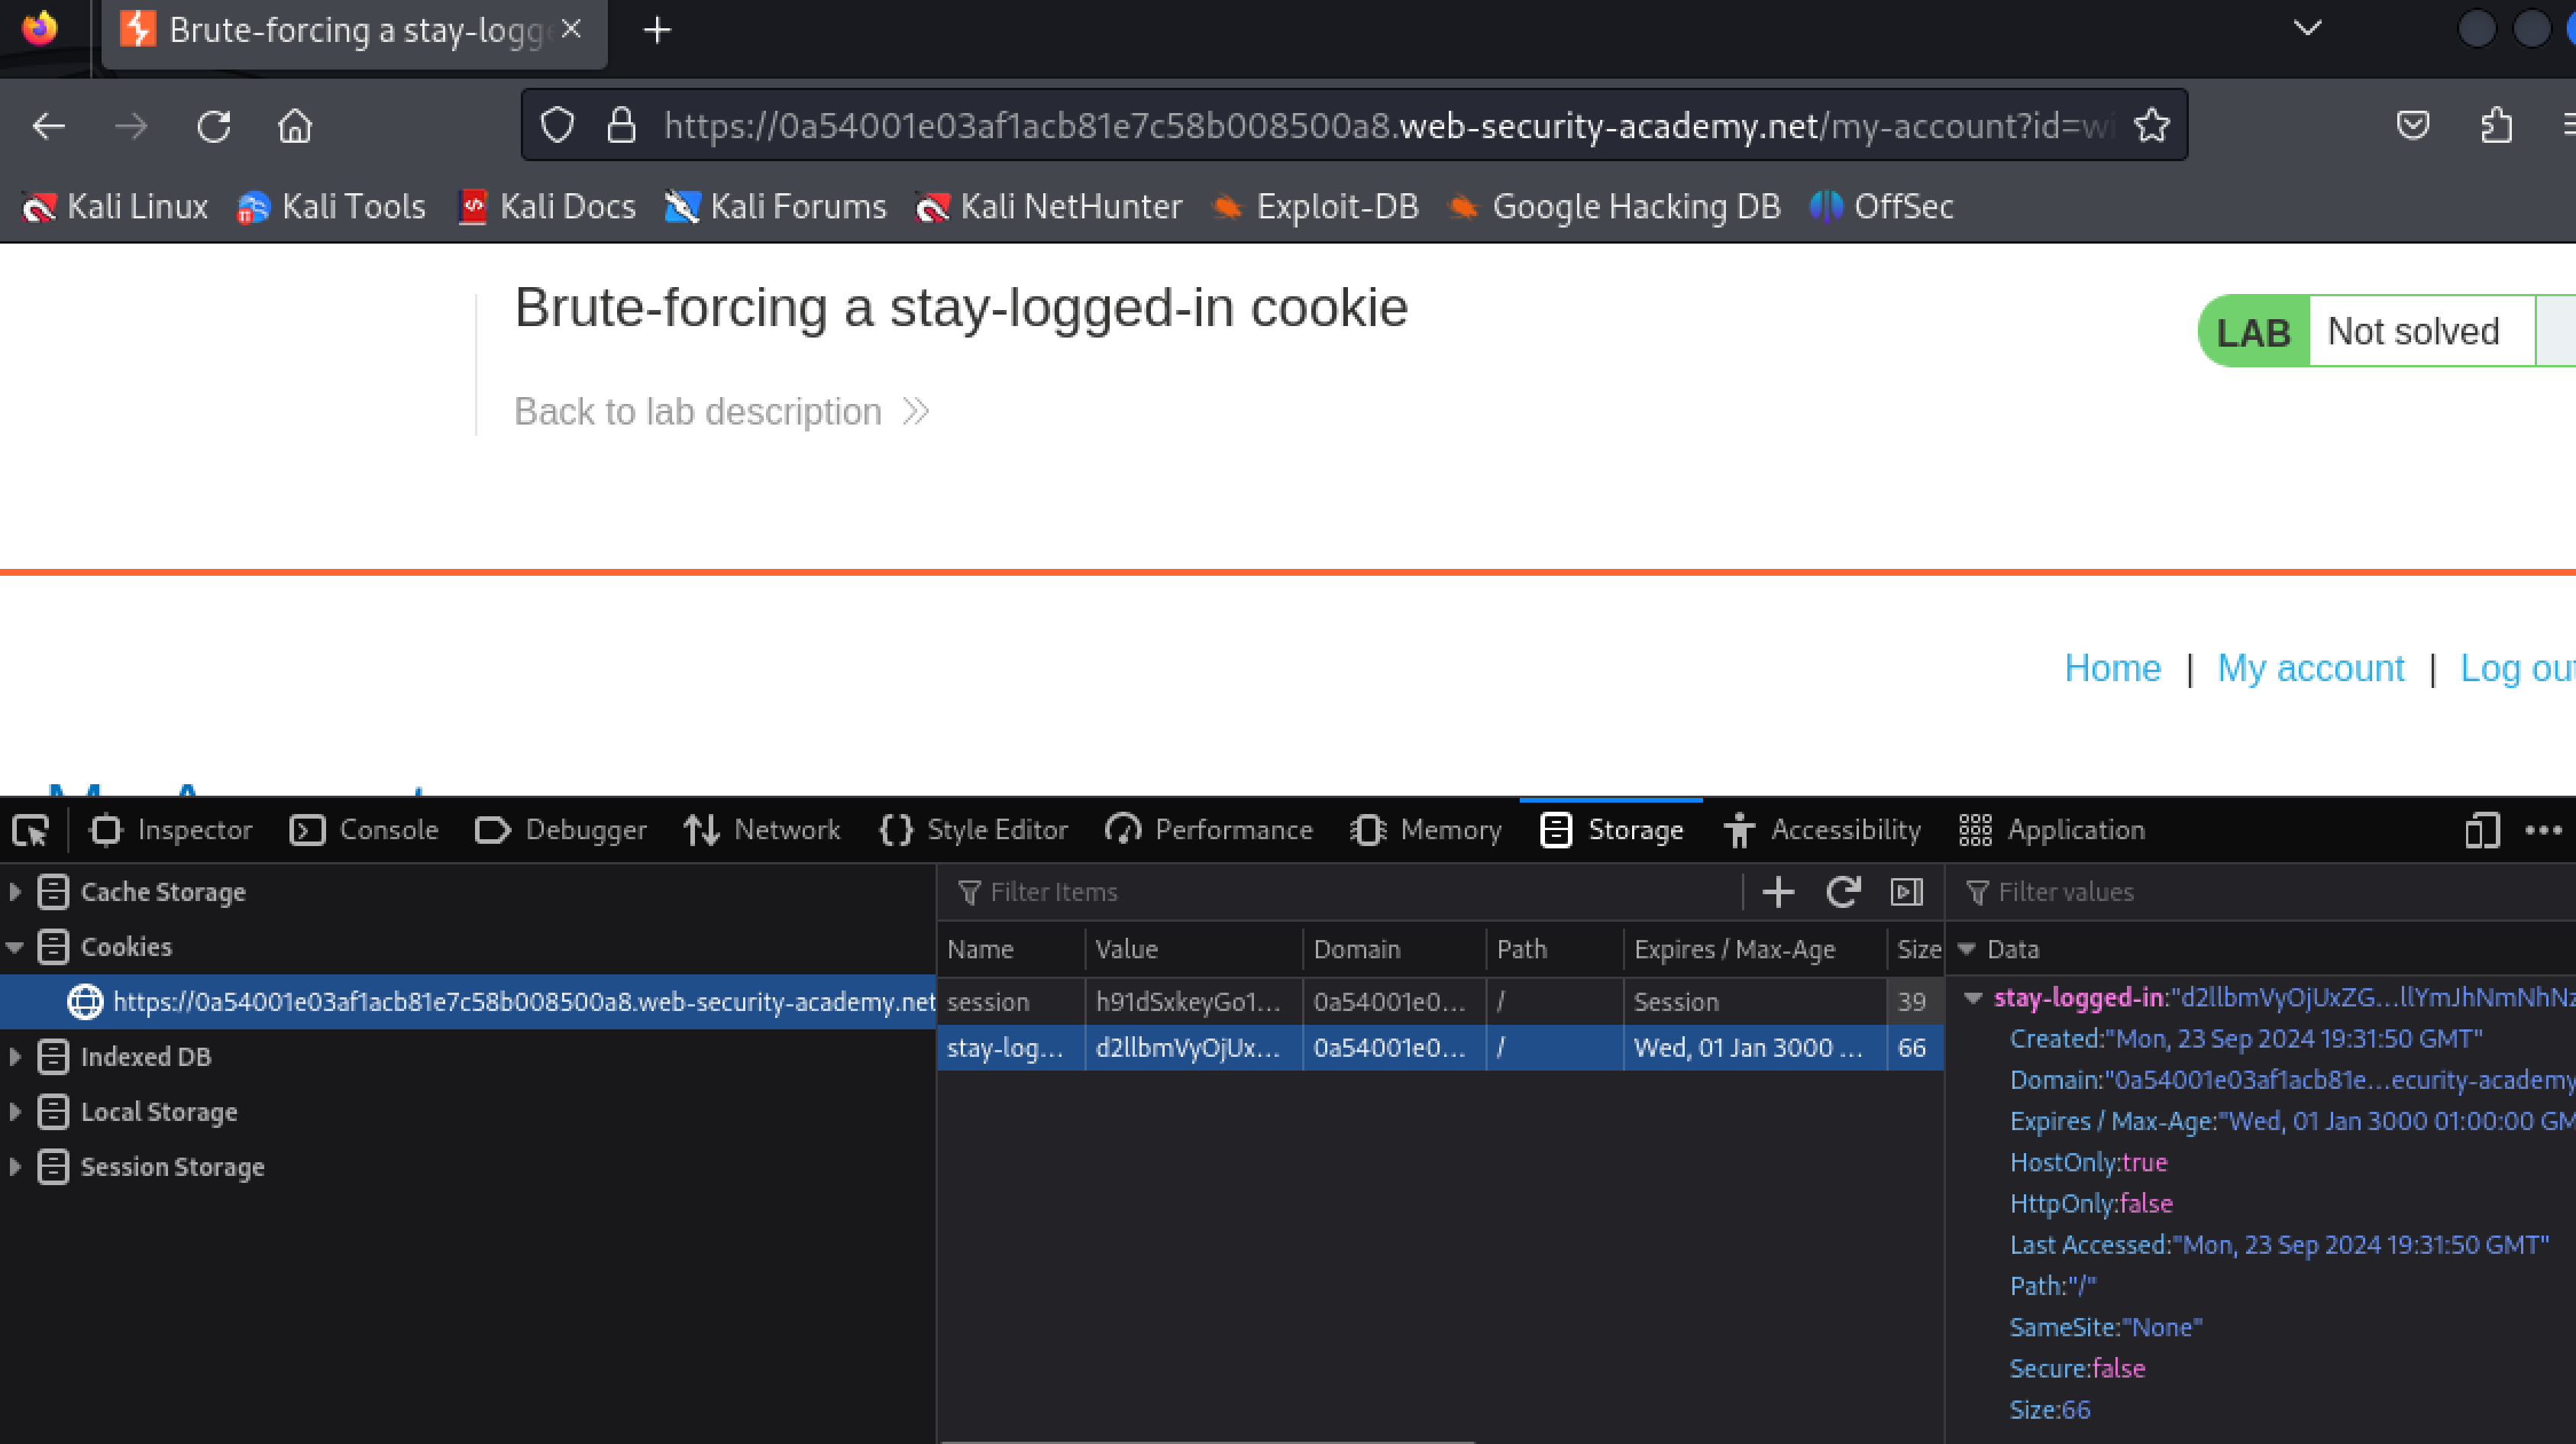 Brute-forcing a stay-logge
https://0a54001e03af1acb81e7c58b008500a8.web-security-academy.net/my-account?id=wi
Kali Linux Kali Tools Kali Docs Kali Forums Kali NetHunter Exploit-DB Google Hacking DB OffSec
Brute-forcing a stay-logged-in cookie
LAB Not solved
Back to lab description
Home | My account | Log out
My Account
Inspector Console Debugger Network Style Editor Performance Memory Storage Accessibility Application
Cache Storage
Cookies
https://0a54001e03af1acb81e7c58b008500a8.web-security-academy.net
Indexed DB
Local Storage
Session Storage
Filter Items
Name Value Domain Path Expires / Max-Age Size
session h91dSxkeyGo1... 0a54001e0... / Session 39
stay-log... d2llbmVyOjUx... 0a54001e0... / Wed, 01 Jan 3000 ... 66
Filter values
Data
stay-logged-in:"d2llbmVyOjUxZG...llYmJhNmNhNz
Created:"Mon, 23 Sep 2024 19:31:50 GMT"
Domain:"0a54001e03af1acb81e...ecurity-academy
Expires / Max-Age:"Wed, 01 Jan 3000 01:00:00 GM
HostOnly:true
HttpOnly:false
Last Accessed:"Mon, 23 Sep 2024 19:31:50 GMT"
Path:"/"
SameSite:"None"
Secure:false
Size:66